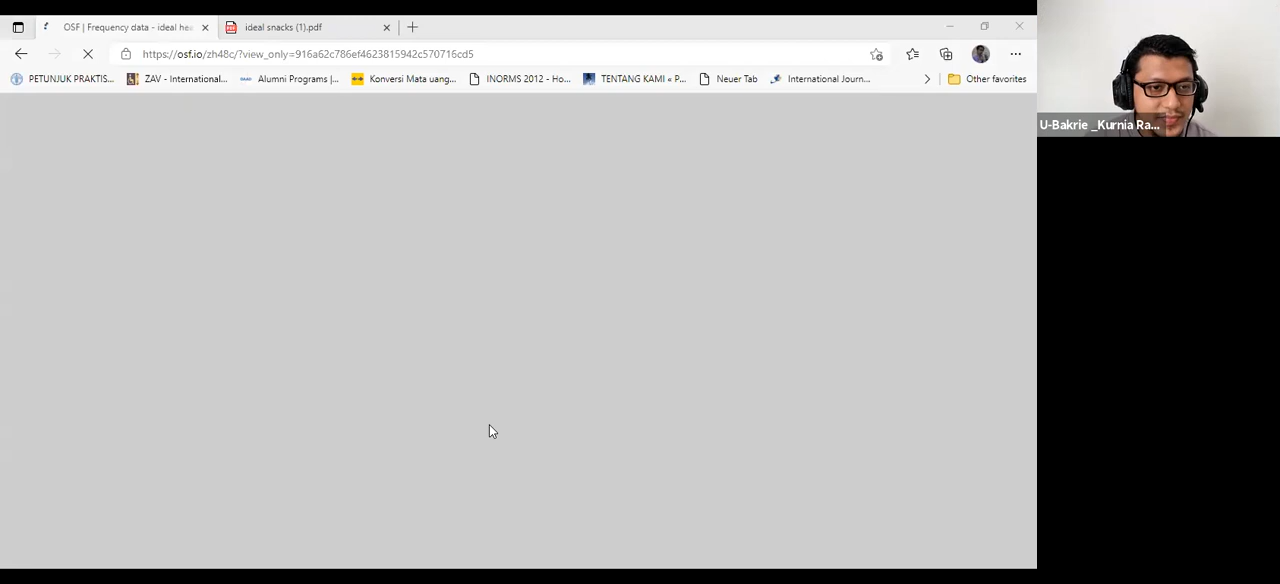 OSF | Frequency data - ideal hea
ideal snacks (1).pdf
https://osf.io/zh48c/?view_only=916a62c786ef4623815942c570716cd5
PETUNJUK PRAKTIS...
ZAV - International...
Alumni Programs |...
Konversi Mata uang...
INORMS 2012 - Ho...
TENTANG KAMI « P...
Neuer Tab
International Journ...
Other favorites
U-Bakrie _Kurnia Ra...